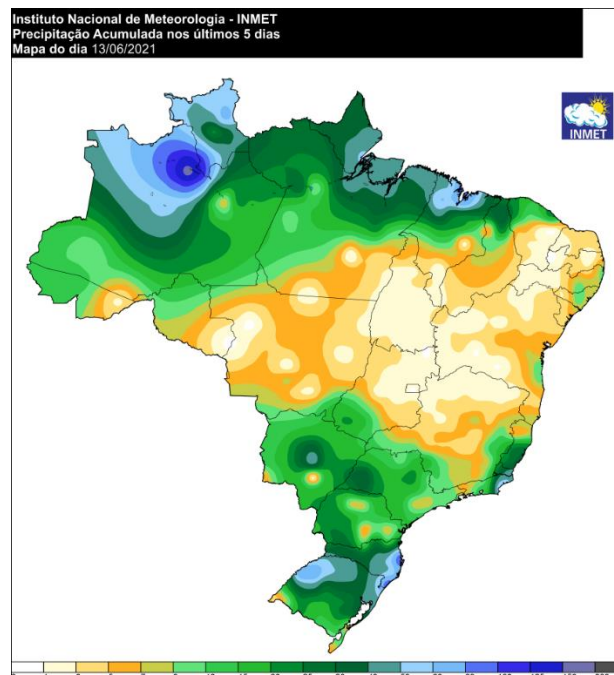 Instituto Nacional de Meteorologia - INMET
Precipitação Acumulada nos últimos 5 dias
Mapa do dia 13/06/2021
INMET